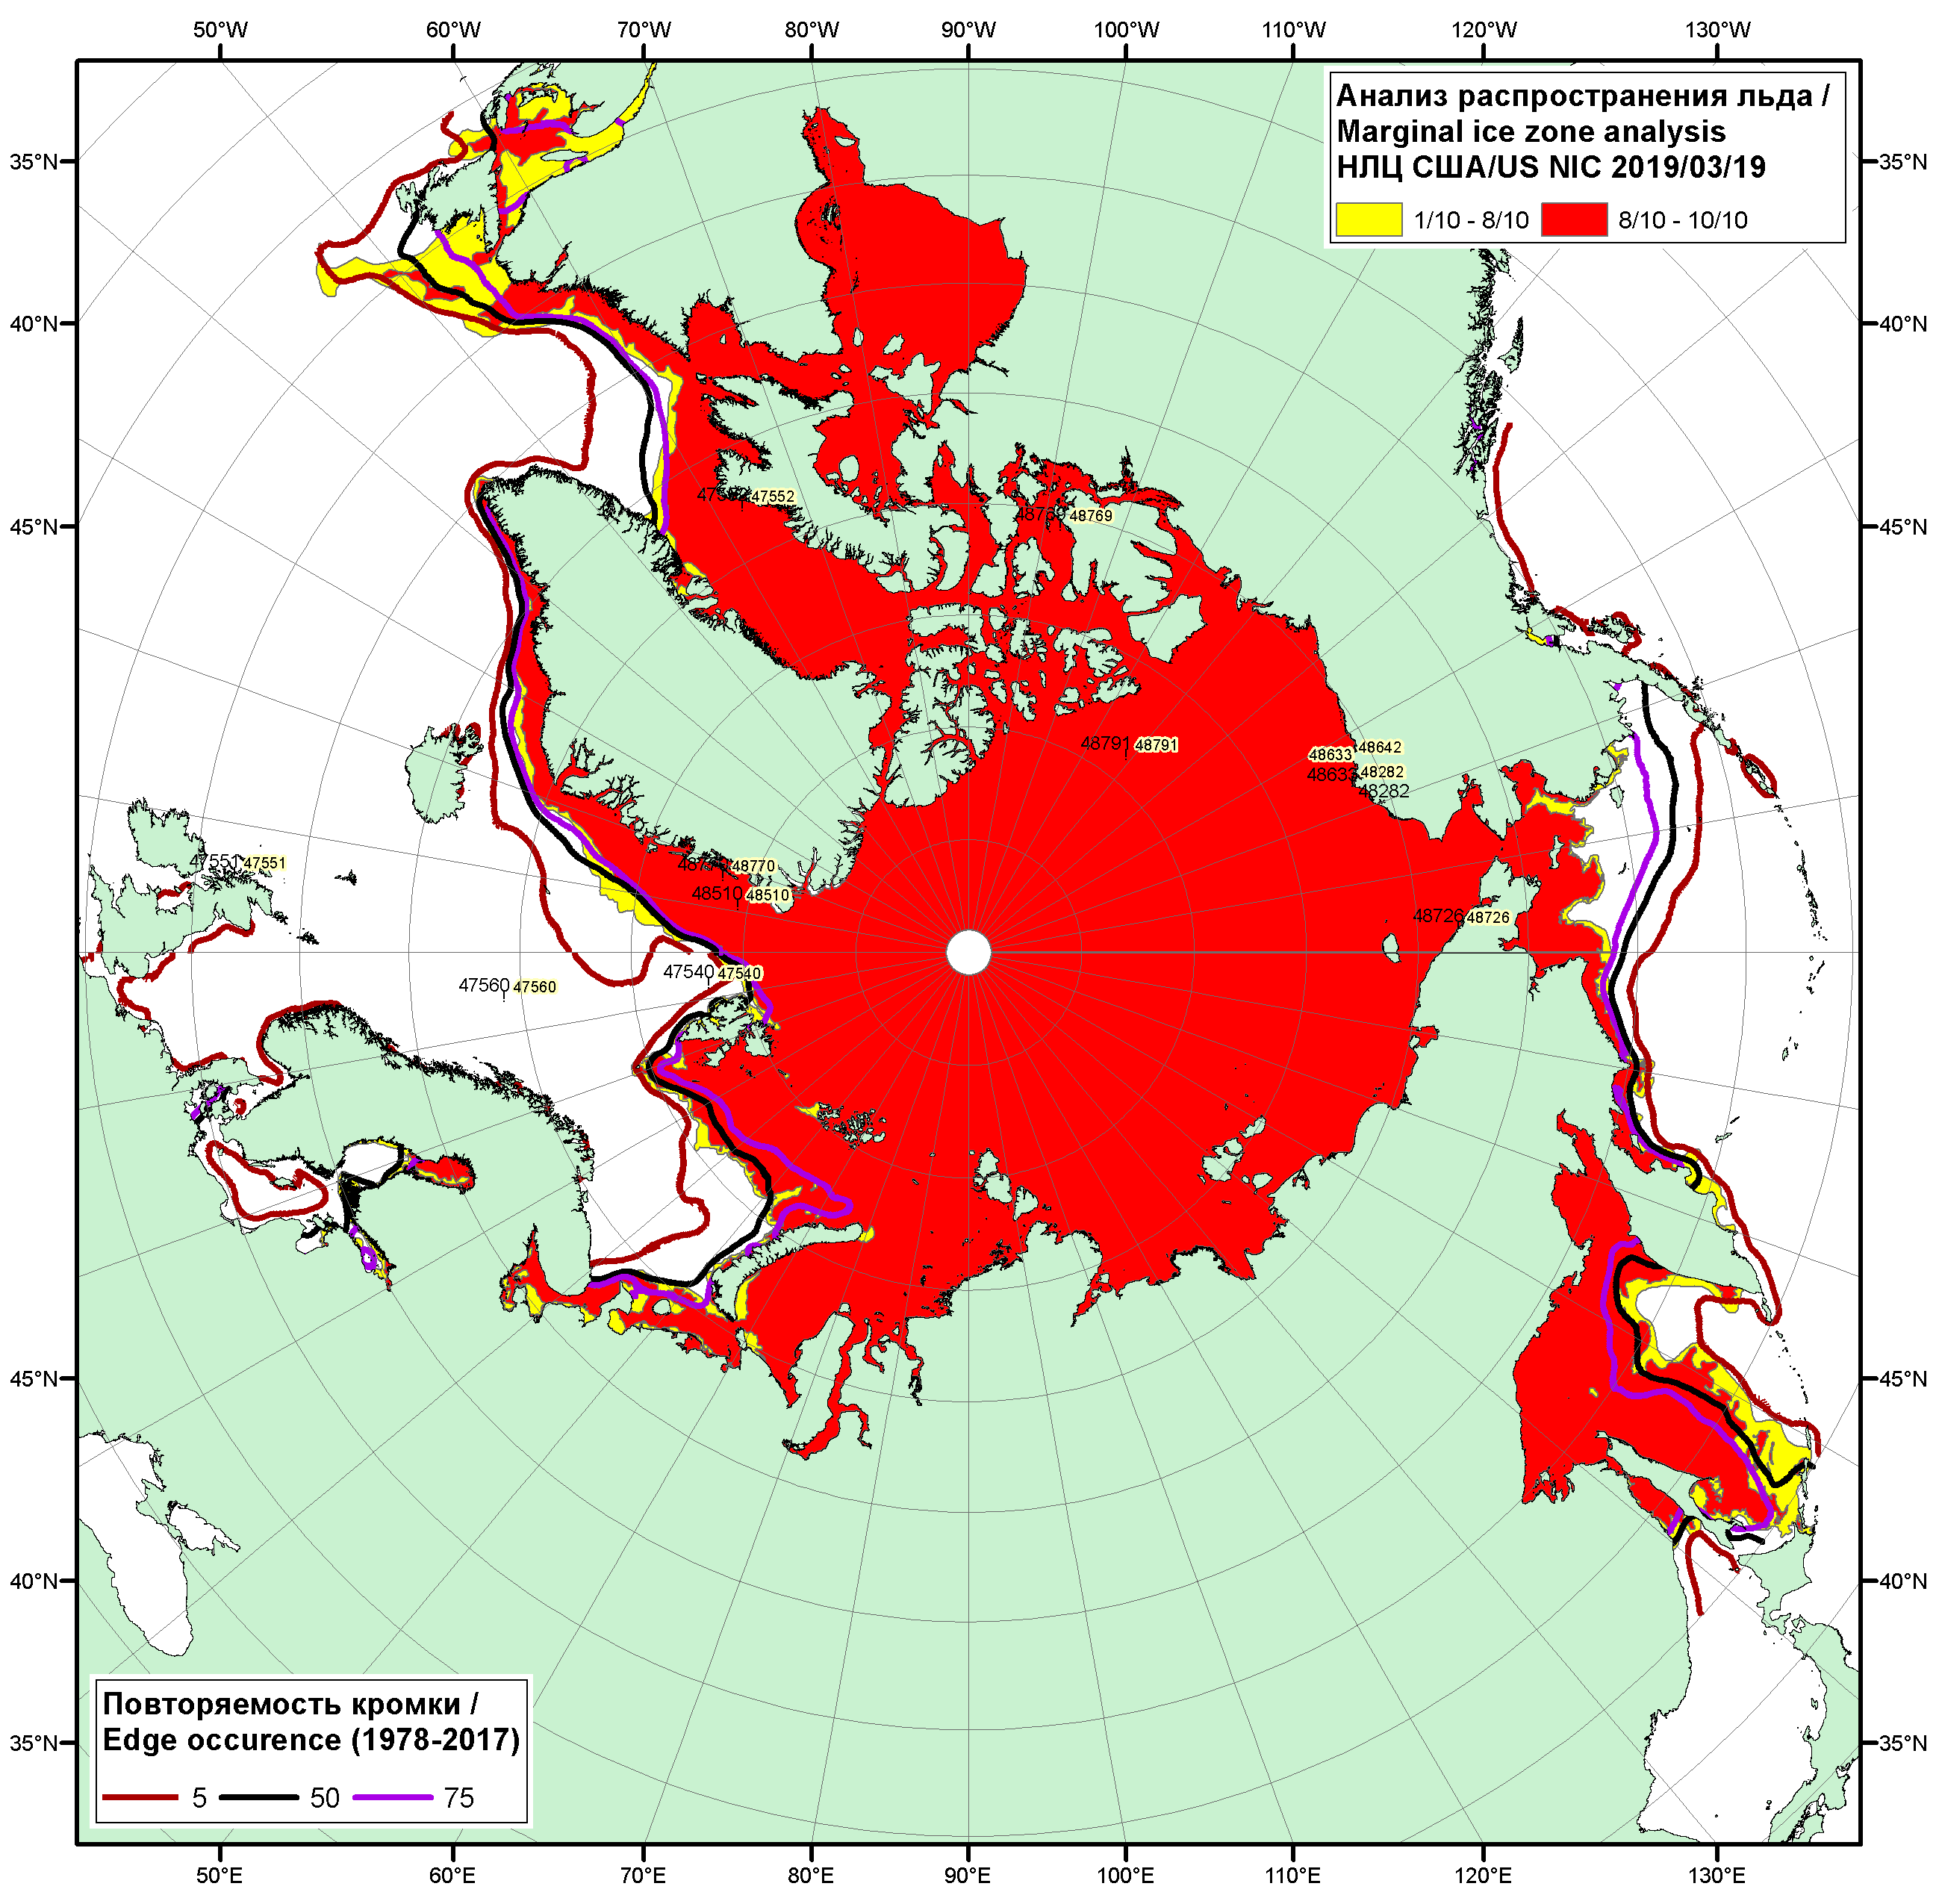 50°W 60°W 70°W 80°W 90°W 100°W 110°W 120°W 130°W
Анализ распространения льда /
Marginal ice zone analysis
НЛЦ США/US NIC 2019/03/19
1/10 - 8/10 8/10 - 10/10
35°N 35°N
40°N 40°N
45°N 45°N
47552
48769 48769
48791 48791
48642
48633
48633 48282
48282
47551 47551
48770
48510 48510
48726 48726
47540 47540
47560 47560
45°N 45°N
40°N 40°N
35°N 35°N
Повторяемость кромки /
Edge occurence (1978-2017)
5 50 75
50°E 60°E 70°E 80°E 90°E 100°E 110°E 120°E 130°E